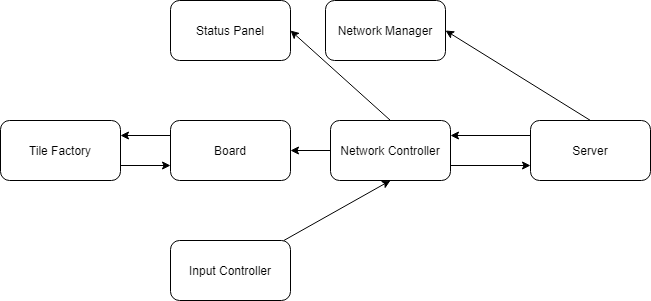 Status Panel
Network Manager
Tile Factory
Board
Network Controller
Server
Input Controller